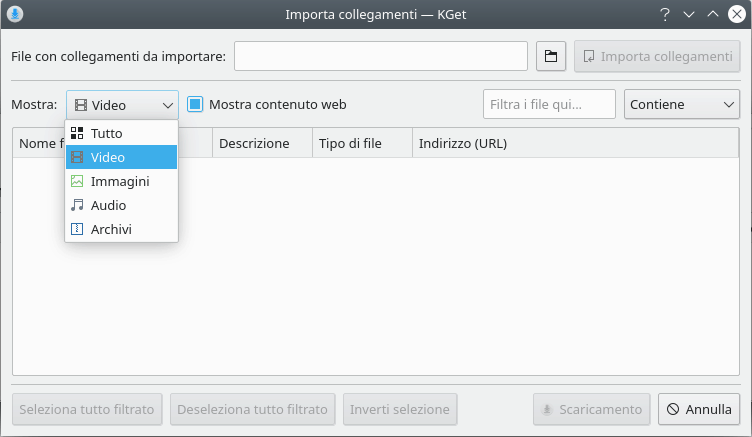 Importa collegamenti — KGet
File con collegamenti da importare:
Importa collegamenti
Mostra:
Video
Mostra contenuto web
Filtra i file qui...
Contiene
Nome f
Descrizione
Tipo di file
Indirizzo (URL)
Tutto
Video
Immagini
Audio
Archivi
Seleziona tutto filtrato
Deseleziona tutto filtrato
Inverti selezione
Scaricamento
Annulla